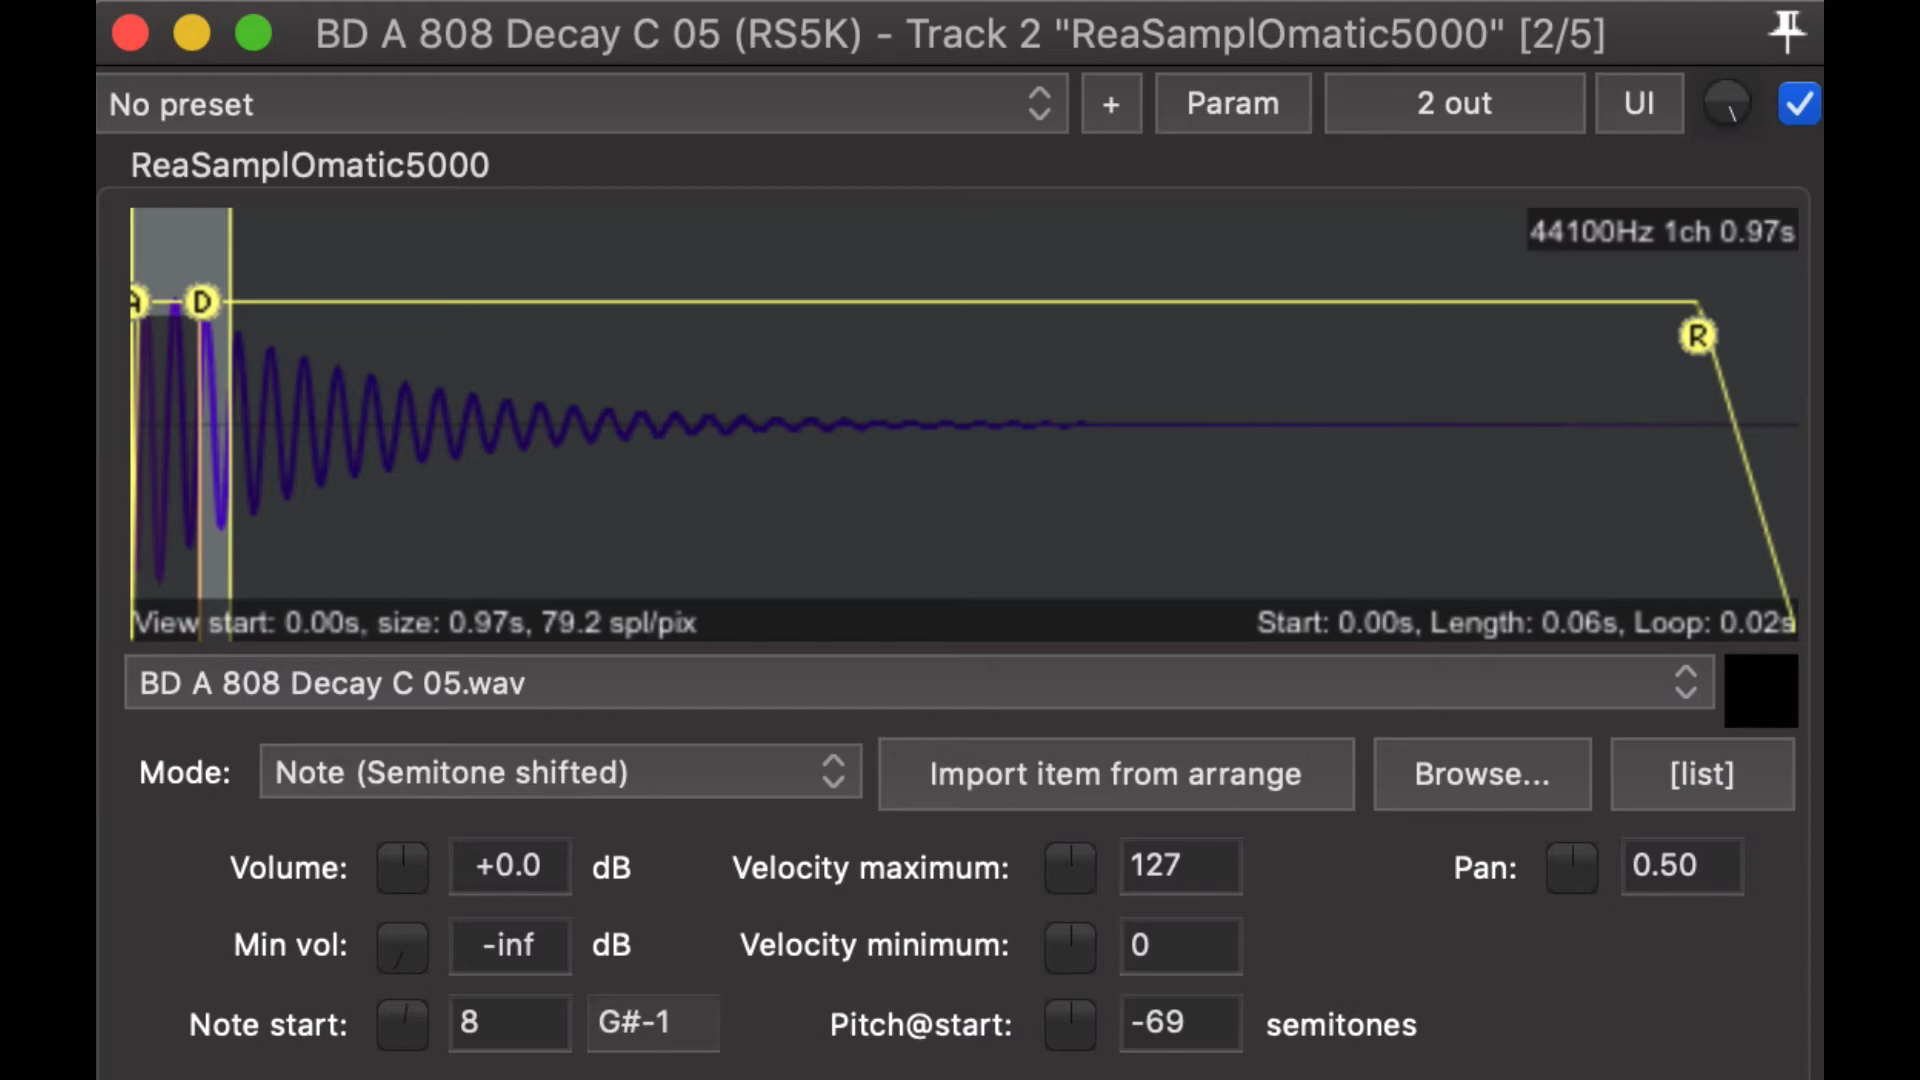 BD A 808 Decay C 05 (RS5K) - Track 2 "ReaSamplOmatic5000" [2/5]
No preset + Param 2 out UI
ReaSamplOmatic5000
44100Hz 1ch 0.97s
A D
R
View start: 0.00s, size: 0.97s, 79.2 spl/pix Start: 0.00s, Length: 0.06s, Loop: 0.02s
BD A 808 Decay C 05.wav
Mode: Note (Semitone shifted) Import item from arrange Browse... [list]
Volume: +0.0 dB Velocity maximum: 127 Pan: 0.50
Min vol: -inf dB Velocity minimum: 0
Note start: 8 G#-1 Pitch@start: -69 semitones